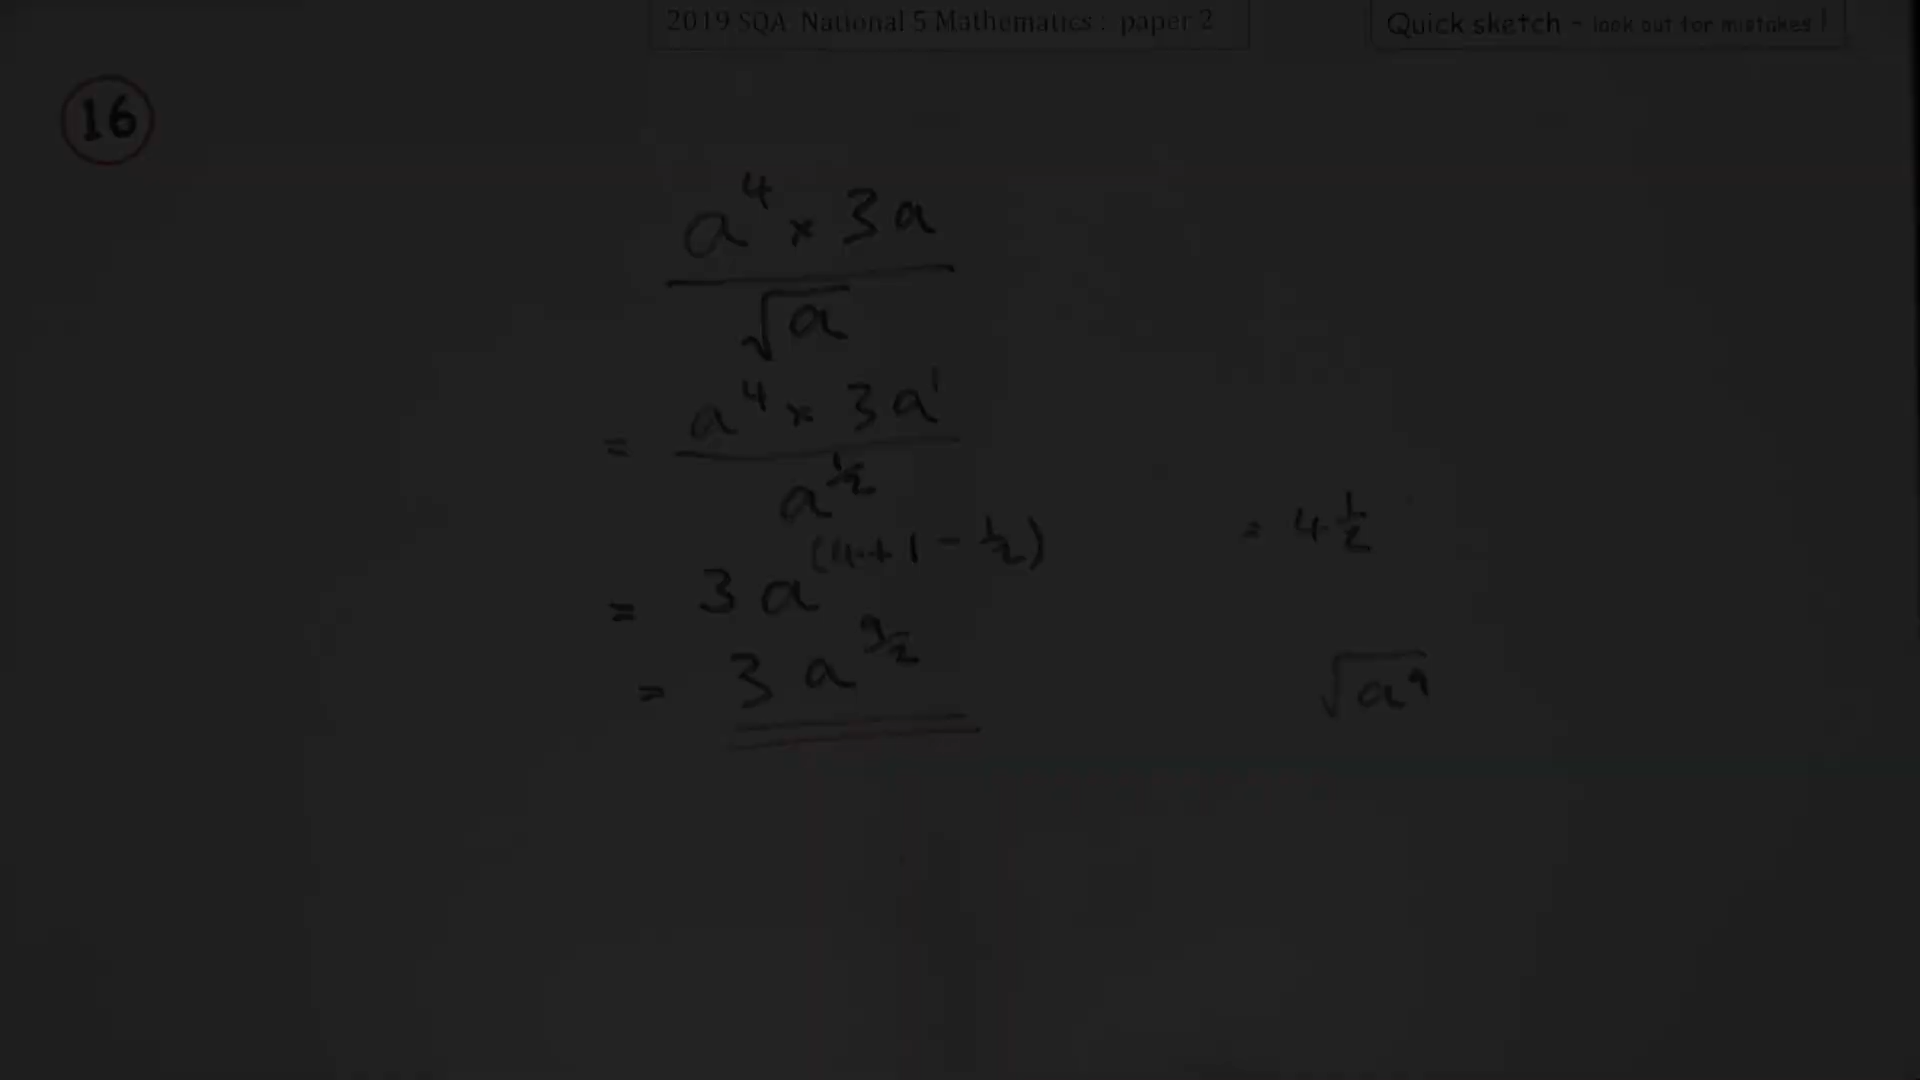 2019 SQA National 5 Mathematics : paper 2
Quick sketch - look out for mistakes !
16
a⁴ × 3a
√a
= a⁴ × 3a¹
a^½
= 3a^(4+1-½)
= 4½
= 3a^9/2
√a⁹